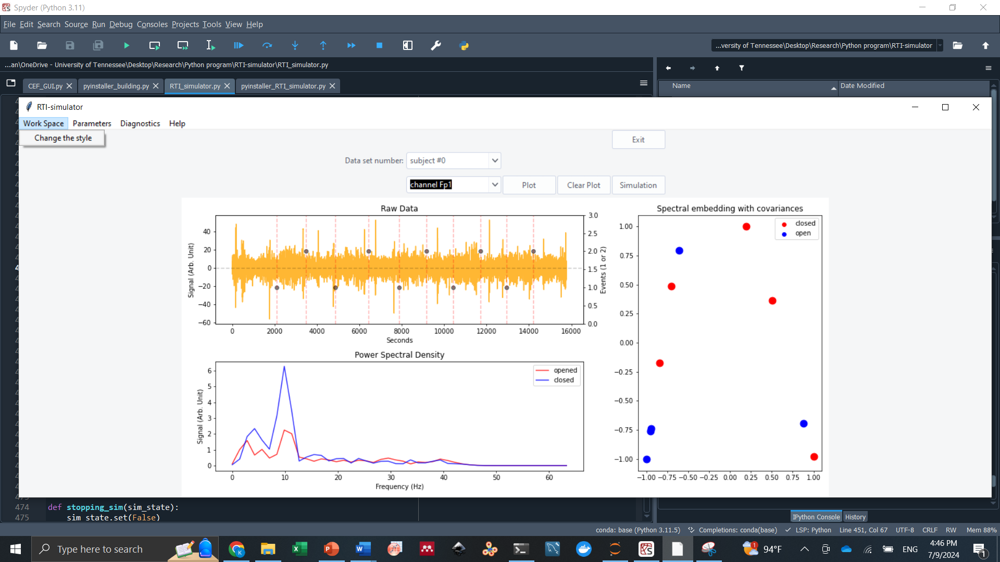 Spyder (Python 3.11)
File Edit Search Source Run Debug Consoles Projects Tools View Help
...versity of Tennessee\Desktop\Research\Python program\RTI-simulator
...an\OneDrive - University of Tennessee\Desktop\Research\Python program\RTI-simulator\RTI_simulator.py
CEF_GUI.py pyinstaller_building.py RTI_simulator.py pyinstaller_RTI_simulator.py
Name Date Modified
RTI-simulator
Work Space Parameters Diagnostics Help
Change the style
Exit
Data set number: subject #0
channel Fp1 Plot Clear Plot Simulation
Raw Data
Signal (Arb. Unit)
40
20
0
−20
−40
−60
3.0
2.5
2.0
1.5
1.0
0.5
0.0
Events (1 or 2)
0 2000 4000 6000 8000 10000 12000 14000 16000
Seconds
Power Spectral Density
opened
closed
Signal (Arb. Unit)
6
5
4
3
2
1
0
0 10 20 30 40 50 60
Frequency (Hz)
Spectral embedding with covariances
closed
open
1.00
0.75
0.50
0.25
0.00
−0.25
−0.50
−0.75
−1.00
−1.00 −0.75 −0.50 −0.25 0.00 0.25 0.50 0.75 1.00
474 def stopping_sim(sim_state):
475 sim_state.set(False)
IPython Console History
conda: base (Python 3.11.5) Completions: conda(base) LSP: Python Line 451, Col 67 UTF-8 CRLF RW Mem 88%
Type here to search
94°F
ENG
4:46 PM
7/9/2024
1
1